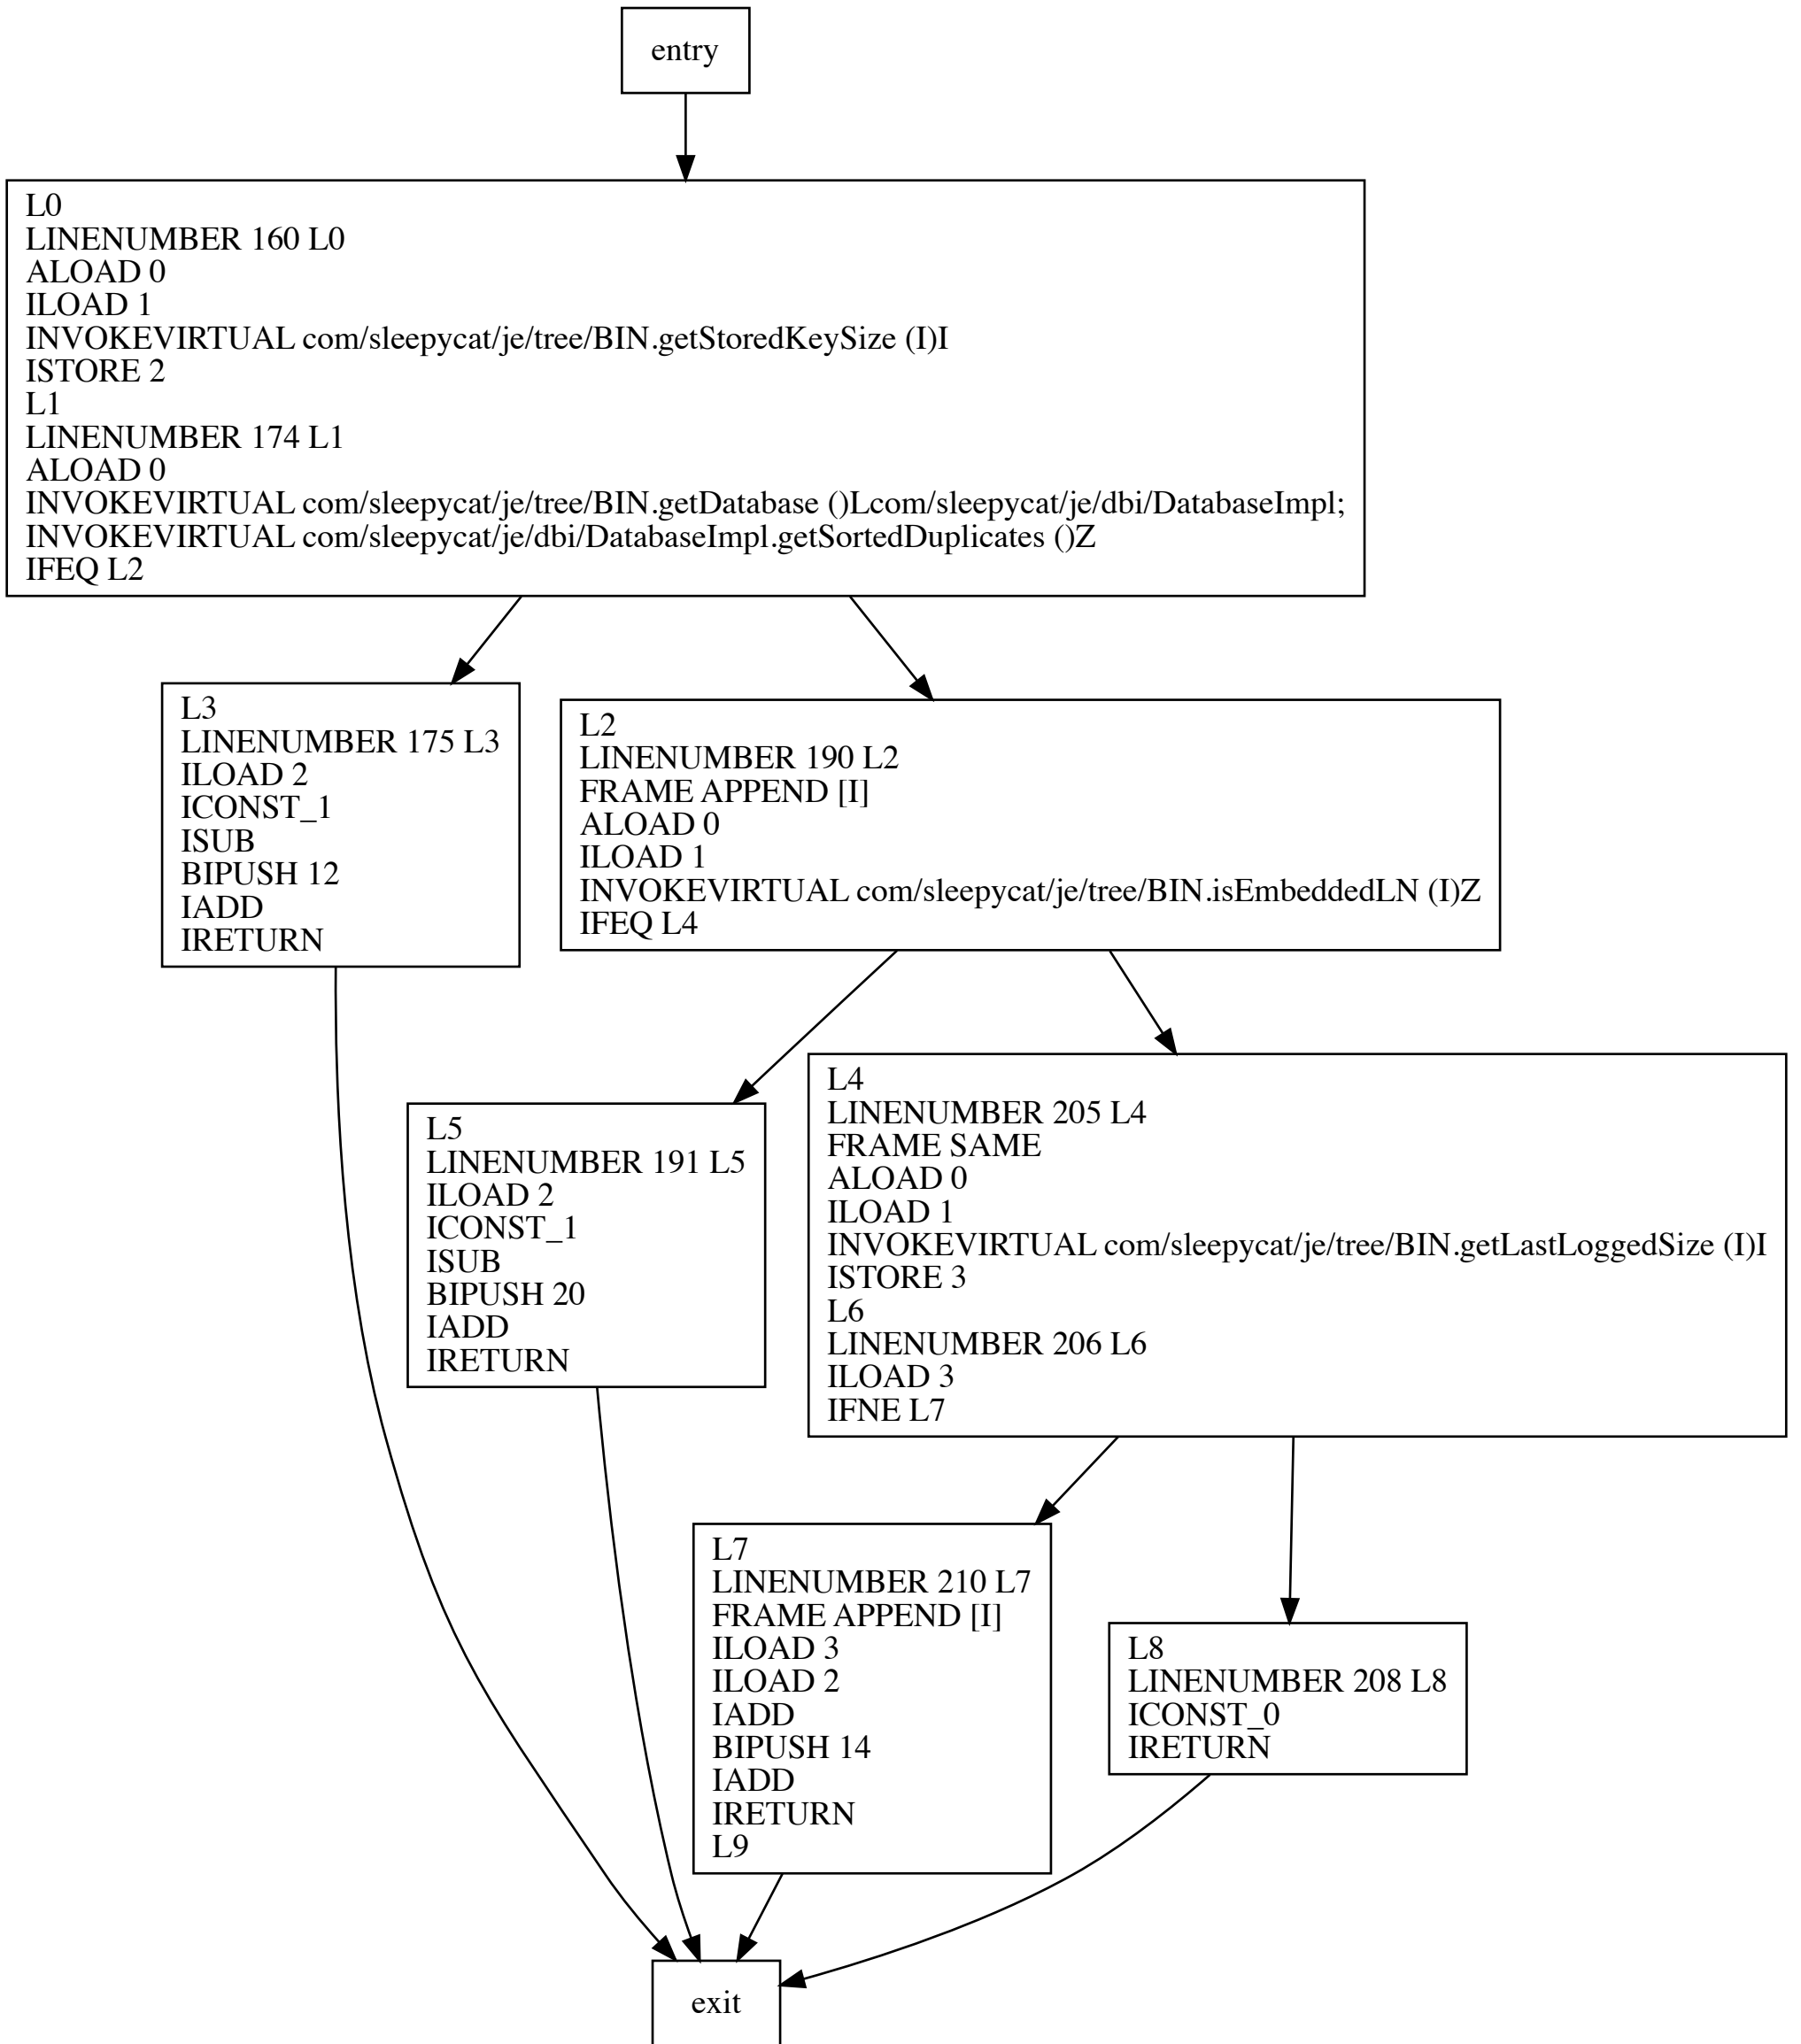 entry
L0
LINENUMBER 160 L0
ALOAD 0
ILOAD 1
INVOKEVIRTUAL com/sleepycat/je/tree/BIN.getStoredKeySize (I)I
ISTORE 2
L1
LINENUMBER 174 L1
ALOAD 0
INVOKEVIRTUAL com/sleepycat/je/tree/BIN.getDatabase ()Lcom/sleepycat/je/dbi/DatabaseImpl;
INVOKEVIRTUAL com/sleepycat/je/dbi/DatabaseImpl.getSortedDuplicates ()Z
IFEQ L2
L3
LINENUMBER 175 L3
ILOAD 2
ICONST_1
ISUB
BIPUSH 12
IADD
IRETURN
L2
LINENUMBER 190 L2
FRAME APPEND [I]
ALOAD 0
ILOAD 1
INVOKEVIRTUAL com/sleepycat/je/tree/BIN.isEmbeddedLN (I)Z
IFEQ L4
L5
LINENUMBER 191 L5
ILOAD 2
ICONST_1
ISUB
BIPUSH 20
IADD
IRETURN
L4
LINENUMBER 205 L4
FRAME SAME
ALOAD 0
ILOAD 1
INVOKEVIRTUAL com/sleepycat/je/tree/BIN.getLastLoggedSize (I)I
ISTORE 3
L6
LINENUMBER 206 L6
ILOAD 3
IFNE L7
L7
LINENUMBER 210 L7
FRAME APPEND [I]
ILOAD 3
ILOAD 2
IADD
BIPUSH 14
IADD
IRETURN
L9
L8
LINENUMBER 208 L8
ICONST_0
IRETURN
exit